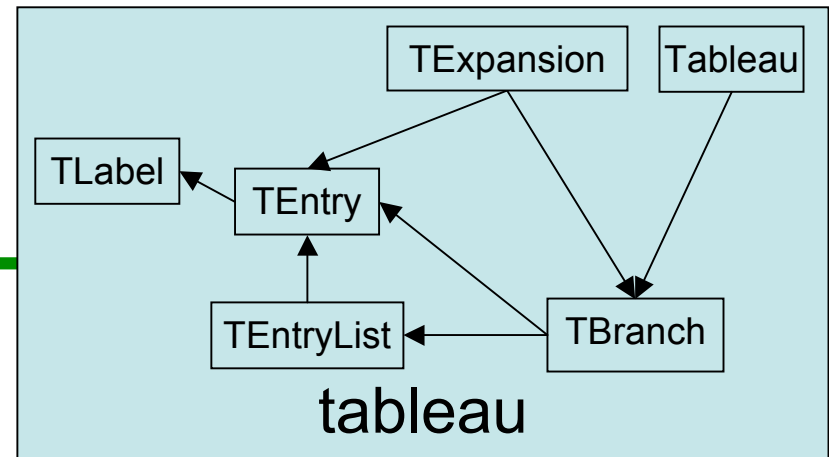 TExpansion
Tableau
TLabel
TEntry
TEntryList
TBranch
tableau